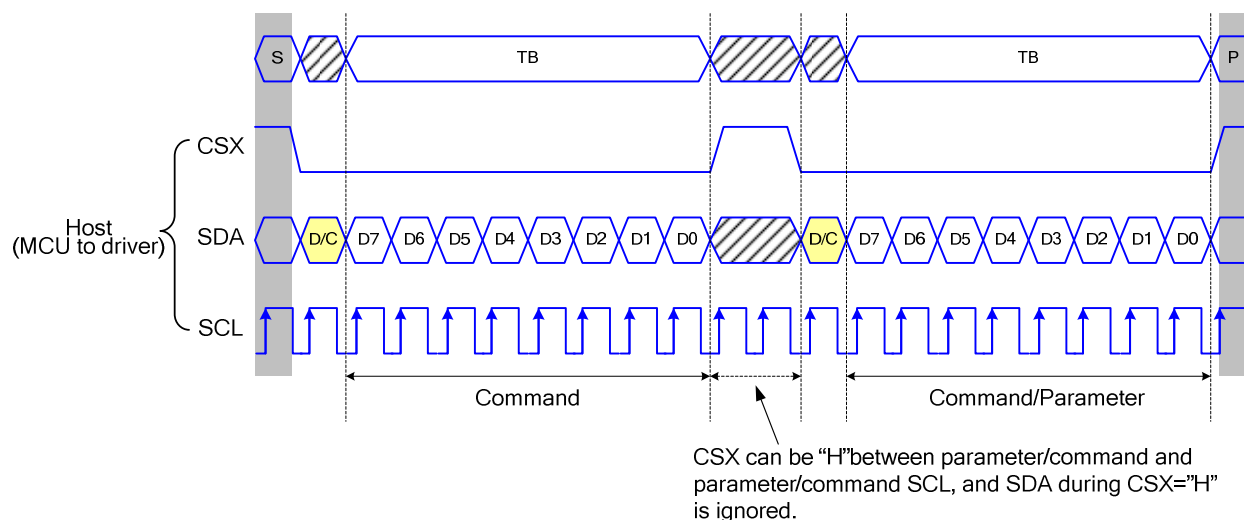 S TB TB P
CSX
Host
(MCU to driver)
SDA D/C D7 D6 D5 D4 D3 D2 D1 D0 D/C D7 D6 D5 D4 D3 D2 D1 D0
SCL
Command Command/Parameter
CSX can be “H”between parameter/command and
parameter/command SCL, and SDA during CSX=”H”
is ignored.